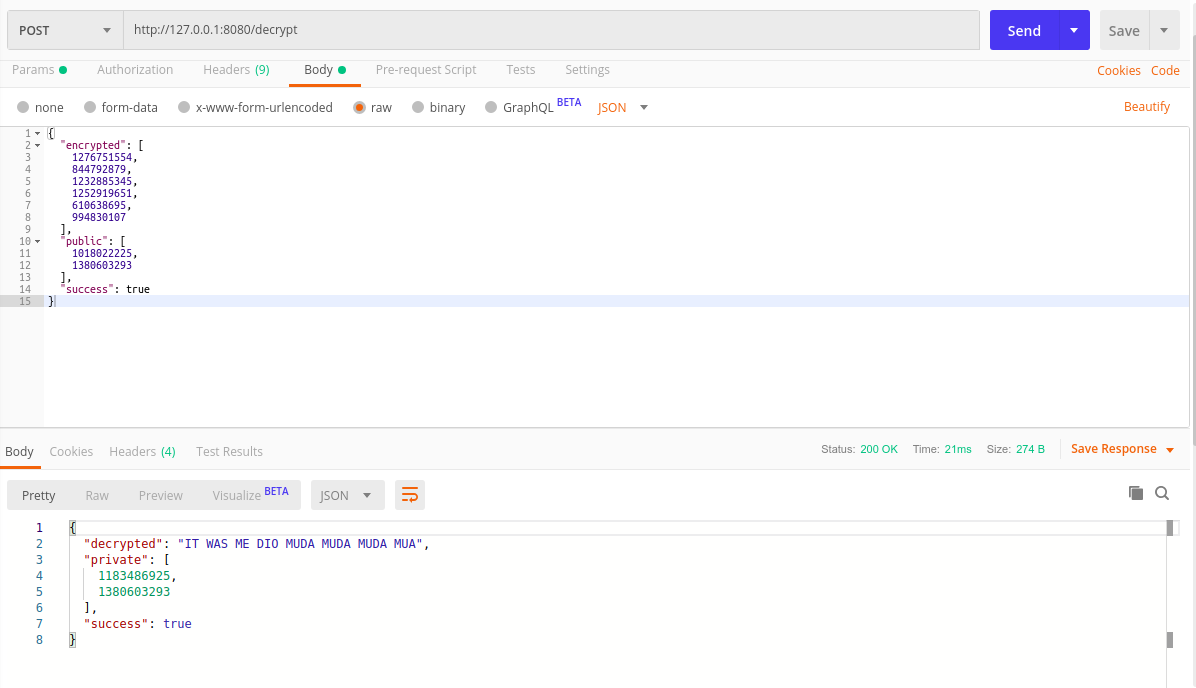 POST http://127.0.0.1:8080/decrypt Send Save
Params Authorization Headers (9) Body Pre-request Script Tests Settings Cookies Code
none form-data x-www-form-urlencoded raw binary GraphQL BETA JSON Beautify
1 {
2 "encrypted": [
3 1276751554,
4 844792879,
5 1232885345,
6 1252919651,
7 610638695,
8 994830107
9 ],
10 "public": [
11 1018022225,
12 1380603293
13 ],
14 "success": true
15 }
Body Cookies Headers (4) Test Results Status: 200 OK Time: 21ms Size: 274 B Save Response
Pretty Raw Preview Visualize BETA JSON
1 {
2 "decrypted": "IT WAS ME DIO MUDA MUDA MUDA MUA",
3 "private": [
4 1183486925,
5 1380603293
6 ],
7 "success": true
8 }